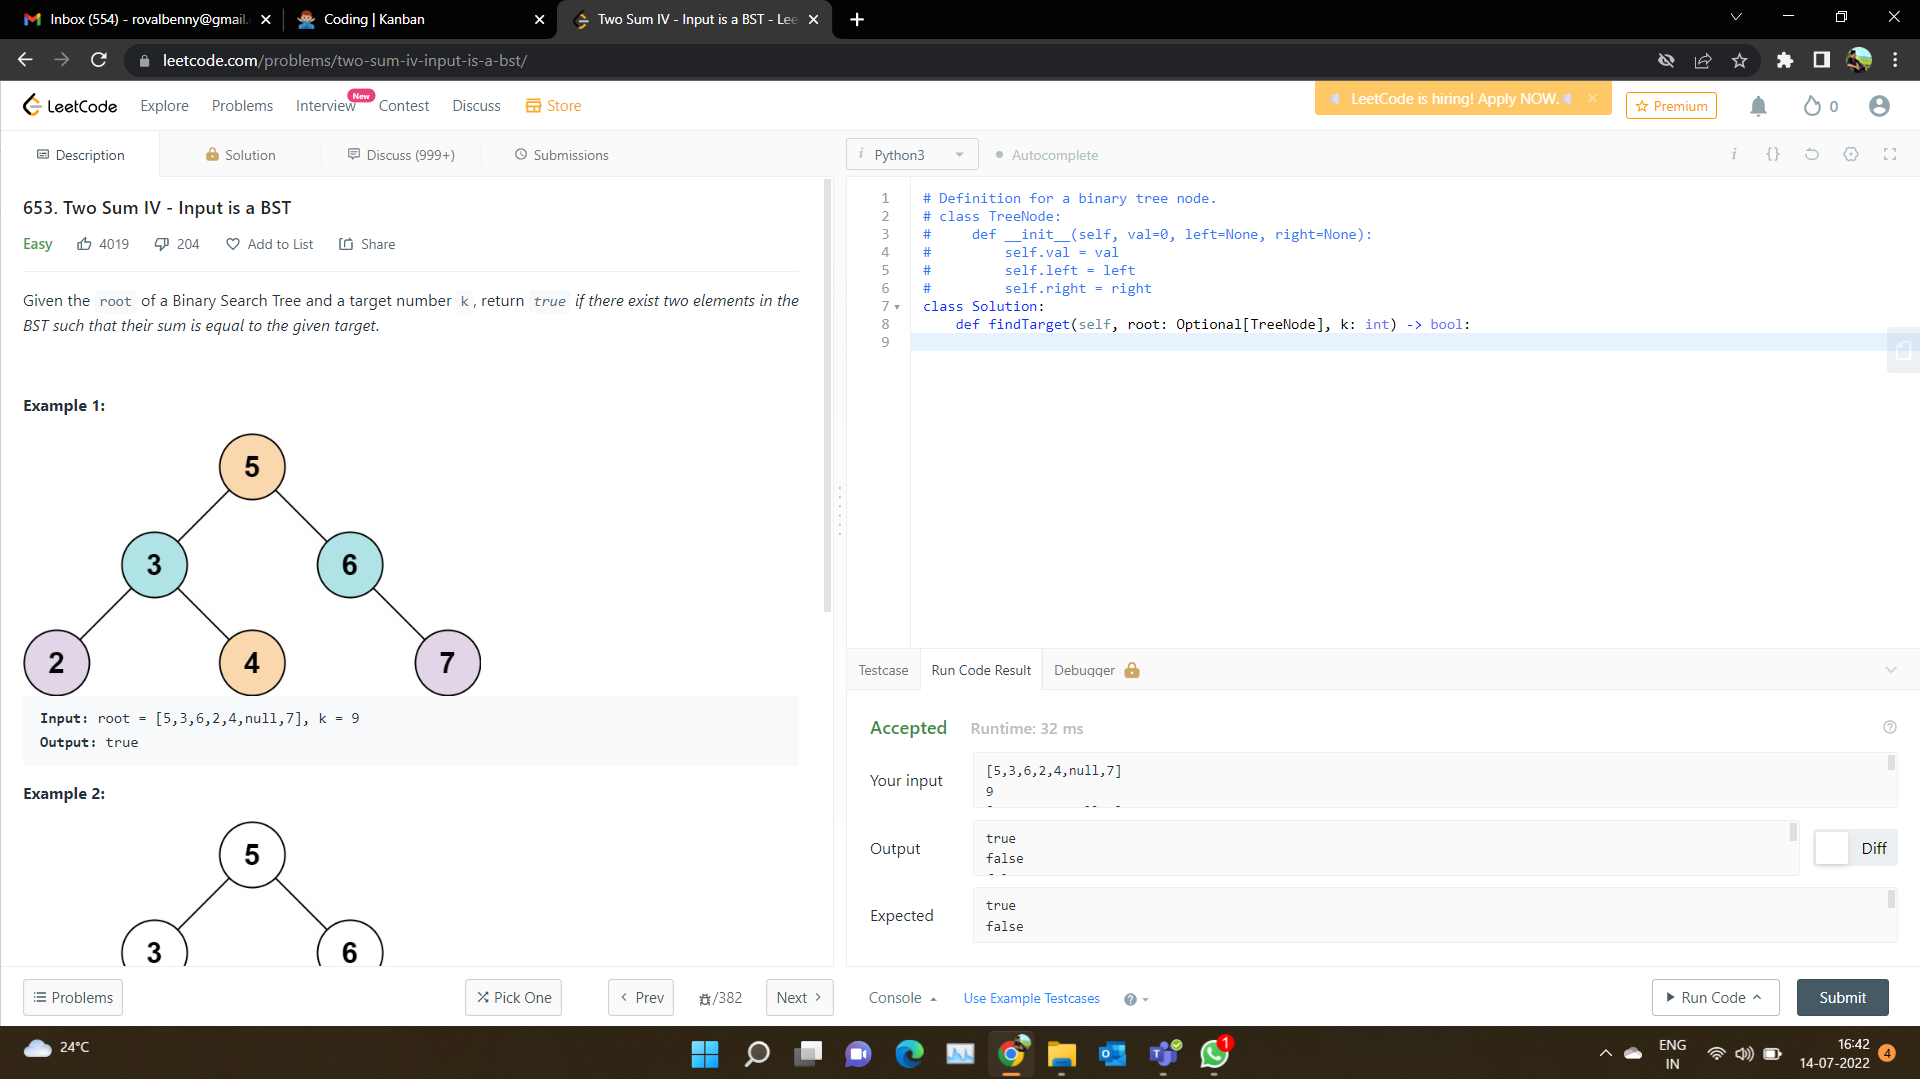 Inbox (554) - rovalbenny@gmail.
Coding | Kanban
Two Sum IV - Input is a BST - Lee
leetcode.com/problems/two-sum-iv-input-is-a-bst/
LeetCode
Explore
Problems
Interview
New
Contest
Discuss
Store
LeetCode is hiring! Apply NOW.
Premium
0
Description
Solution
Discuss (999+)
Submissions
i Python3
Autocomplete
i {}
653. Two Sum IV - Input is a BST
Easy 4019 204 Add to List Share
Given the root of a Binary Search Tree and a target number k, return true if there exist two elements in the
BST such that their sum is equal to the given target.
Example 1:
5
3 6
2 4 7
Input: root = [5,3,6,2,4,null,7], k = 9
Output: true
Example 2:
5
3 6
1 # Definition for a binary tree node.
2 # class TreeNode:
3 #     def __init__(self, val=0, left=None, right=None):
4 #         self.val = val
5 #         self.left = left
6 #         self.right = right
7 class Solution:
8     def findTarget(self, root: Optional[TreeNode], k: int) -> bool:
9
Testcase
Run Code Result
Debugger
Accepted Runtime: 32 ms
Your input
[5,3,6,2,4,null,7]
9
Output
true
false
Diff
Expected
true
false
Problems
Pick One
Prev
/382
Next
Console
Use Example Testcases
Run Code
Submit
24°C
1
ENG
IN
16:42
14-07-2022
4